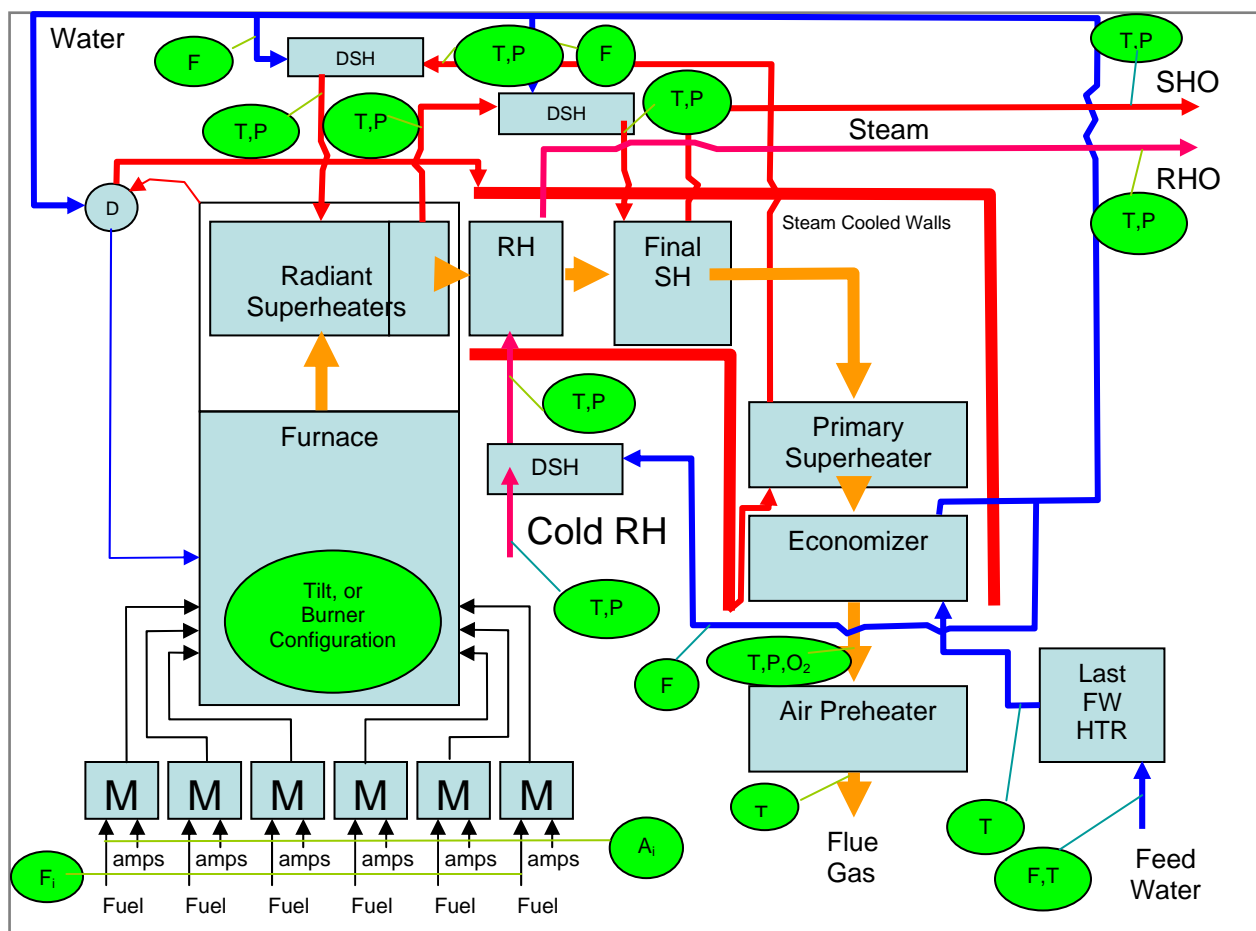 Water
F
DSH
T,P
F
T,P
SHO
T,P
T,P
DSH
T,P
Steam
RHO
D
T,P
Steam Cooled Walls
Radiant
Superheaters
RH
Final
SH
T,P
Furnace
DSH
Primary
Superheater
Cold RH
Economizer
Tilt, or
Burner
Configuration
T,P
F
T,P,O₂
Air Preheater
Last
FW
HTR
M
M
M
M
M
M
T
T
amps
amps
amps
amps
amps
amps
Aᵢ
Fᵢ
Flue
Gas
F,T
Feed
Water
Fuel
Fuel
Fuel
Fuel
Fuel
Fuel